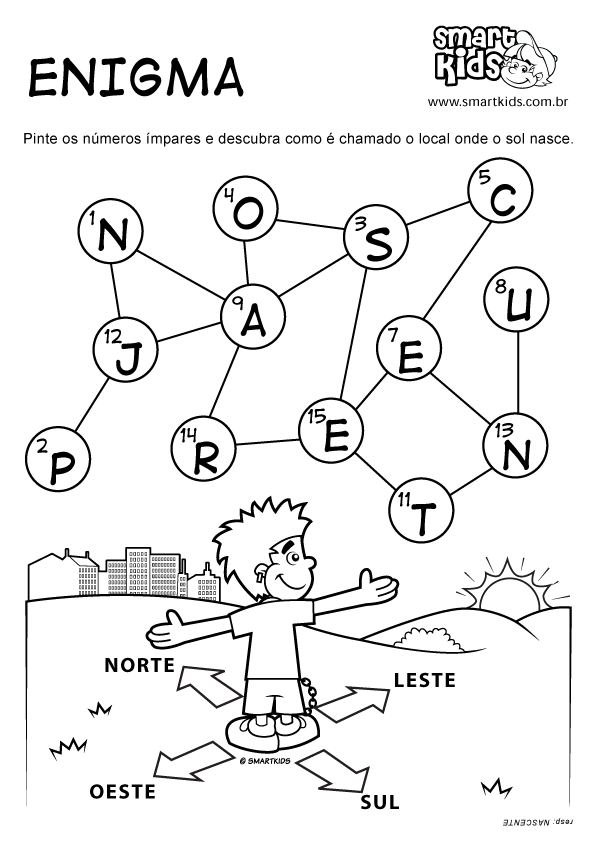 smart
kids
ENIGMA
www.smartkids.com.br
Pinte os números ímpares e descubra como é chamado o local onde o sol nasce.
5 C
4 O
1 N
3 S
8 U
9 A
12 J
7 E
15 E
14 R
13 N
2 P
11 T
NORTE
LESTE
© SMARTKIDS
OESTE
SUL
resp: NASCENTE